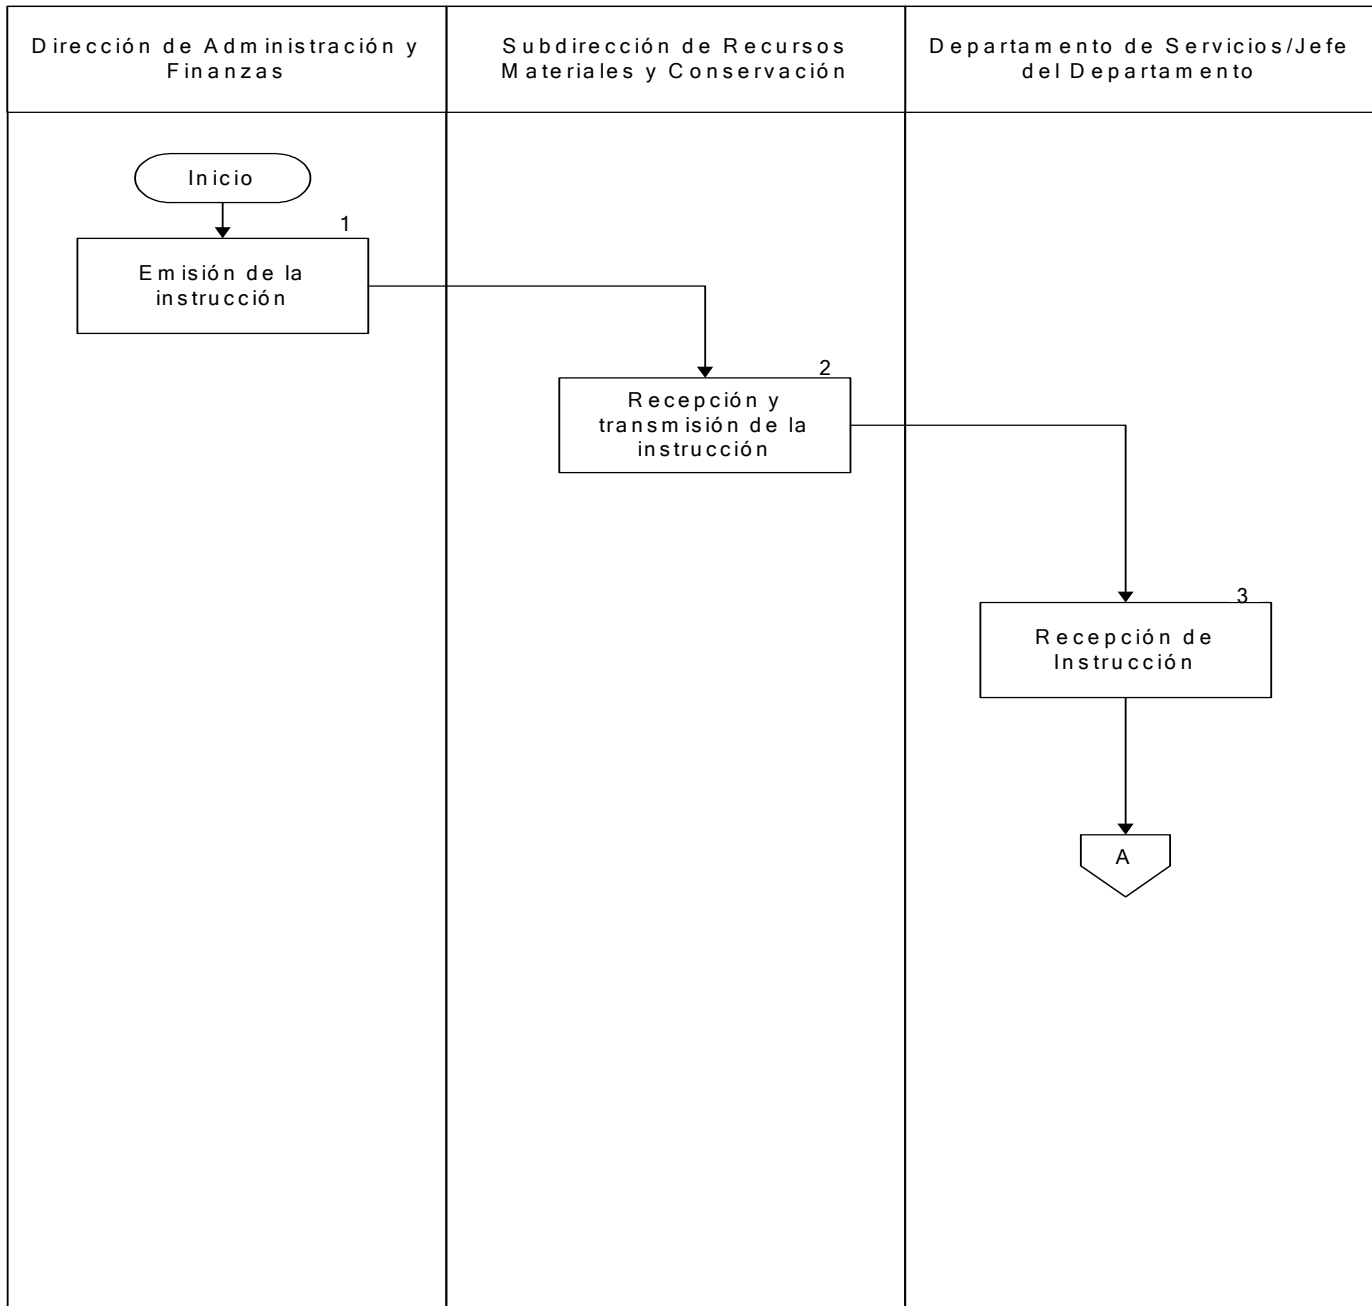 Dirección de Administración y
Finanzas
Subdirección de Recursos
Materiales y Conservación
Departamento de Servicios/Jefe
del Departamento
Inicio
1
Emisión de la
instrucción
2
Recepción y
transmisión de la
instrucción
3
Recepción de
Instrucción
A